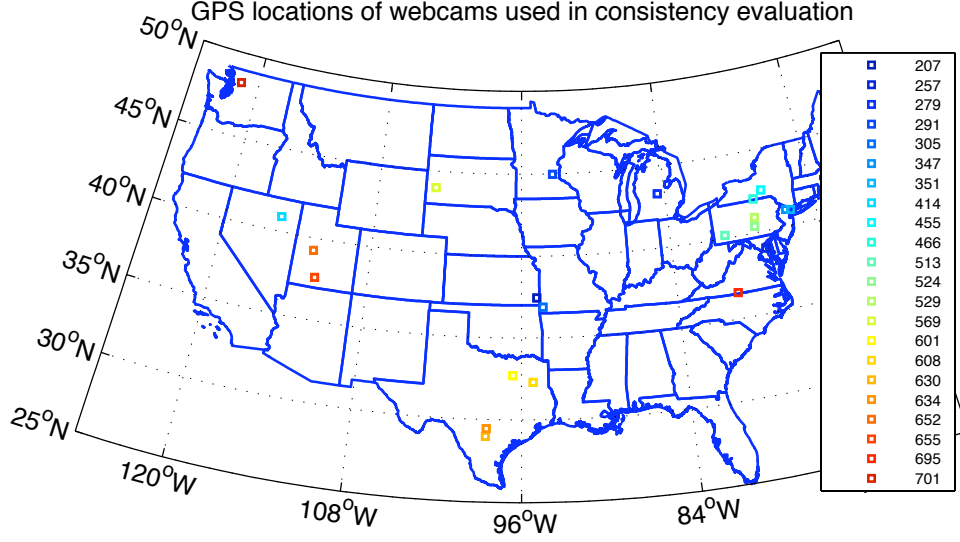 GPS locations of webcams used in consistency evaluation
50°N
45°N
40°N
35°N
30°N
25°N
120°W
108°W
96°W
84°W
207
257
279
291
305
347
351
414
455
466
513
524
529
569
601
608
630
634
652
655
695
701